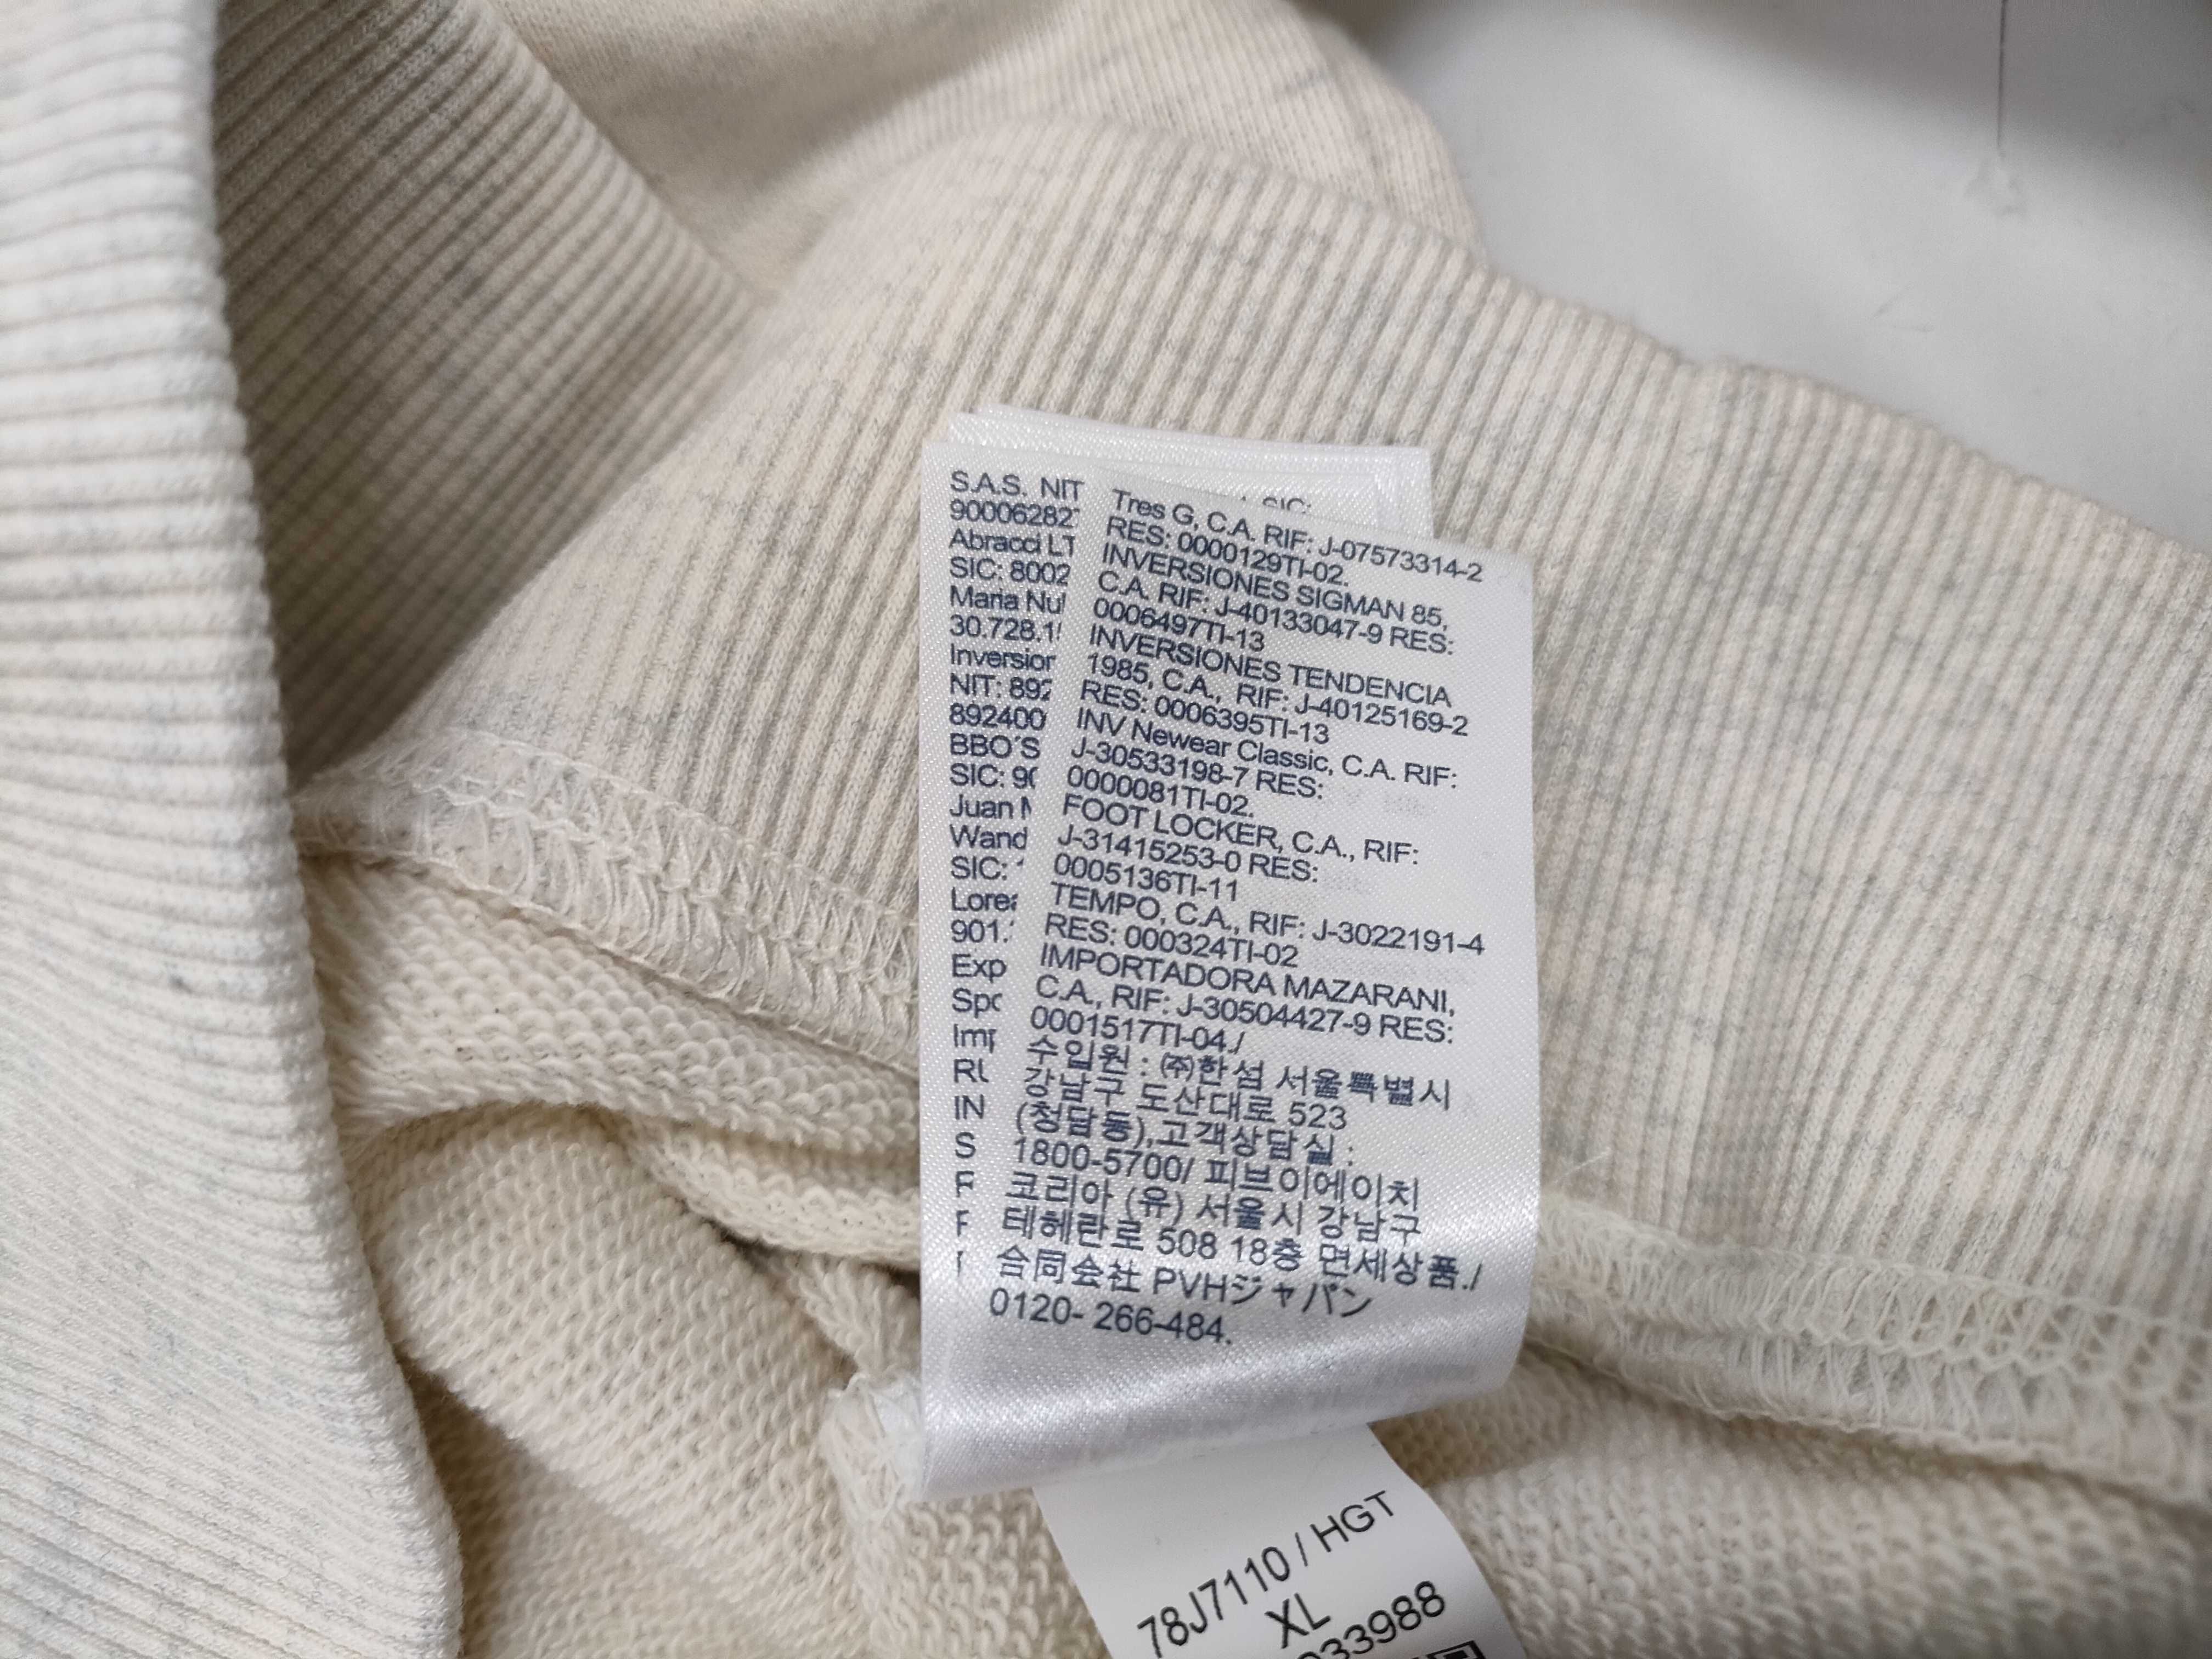 S.A.S. NIT
90006282
Abracci LT
SIC: 8002
Maria Nul
30.728.1
Inversion
NIT: 892
892400
BBO'S
SIC: 90
Juan
Wand
SIC:
Lorea
901.
Exp
Spo
Imp
IN
S
SIC:
Tres G, C.A. RIF: J-07573314-2
RES: 0000129TI-02.
INVERSIONES SIGMAN 85,
C.A. RIF: J-40133047-9 RES:
0006497TI-13
INVERSIONES TENDENCIA
1985, C.A., RIF: J-40125169-2
RES: 0006395TI-13
INV Newear Classic, C.A. RIF:
J-30533198-7 RES:
0000081TI-02.
FOOT LOCKER, C.A., RIF:
J-31415253-0 RES:
0005136TI-11
TEMPO, C.A., RIF: J-3022191-4
RES: 000324TI-02
IMPORTADORA MAZARANI,
C.A., RIF: J-30504427-9 RES:
0001517TI-04./
수입원 : ㈜한섬 서울특별시
강남구 도산대로 523
(청담동),고객상담실 :
1800-5700/ 피브이에이치
코리아 (유) 서울시 강남구
테헤란로 508 18층 면세상품./
合同会社 PVHジャパン
0120- 266-484.
78J7110 / HGT
XL
033988